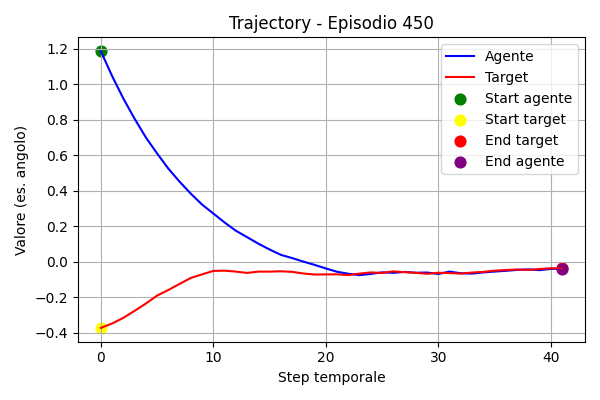 Trajectory - Episodio 450
Valore (es. angolo)
1.2
1.0
0.8
0.6
0.4
0.2
0.0
−0.2
−0.4
Agente
Target
Start agente
Start target
End target
End agente
0
10
20
30
40
Step temporale